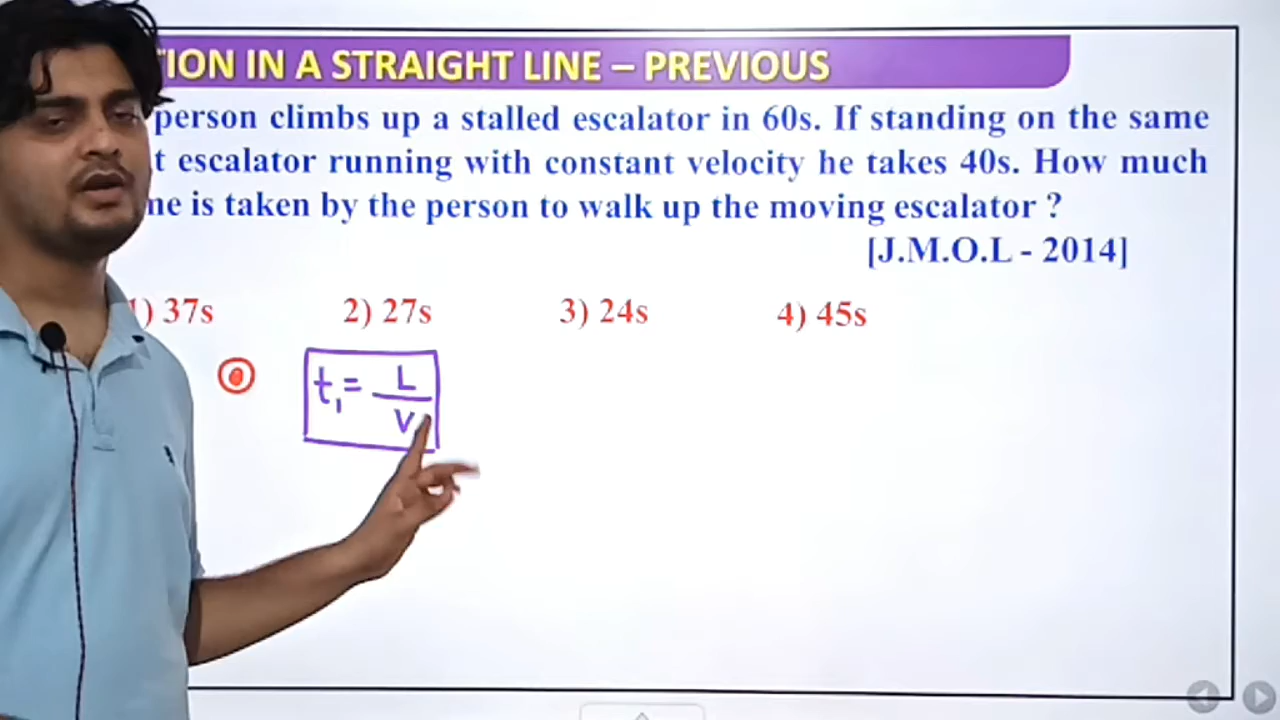 ION IN A STRAIGHT LINE – PREVIOUS
person climbs up a stalled escalator in 60s. If standing on the same
t escalator running with constant velocity he takes 40s. How much
me is taken by the person to walk up the moving escalator ?
[J.M.O.L - 2014]
1) 37s 2) 27s 3) 24s 4) 45s
t₁ = L
V